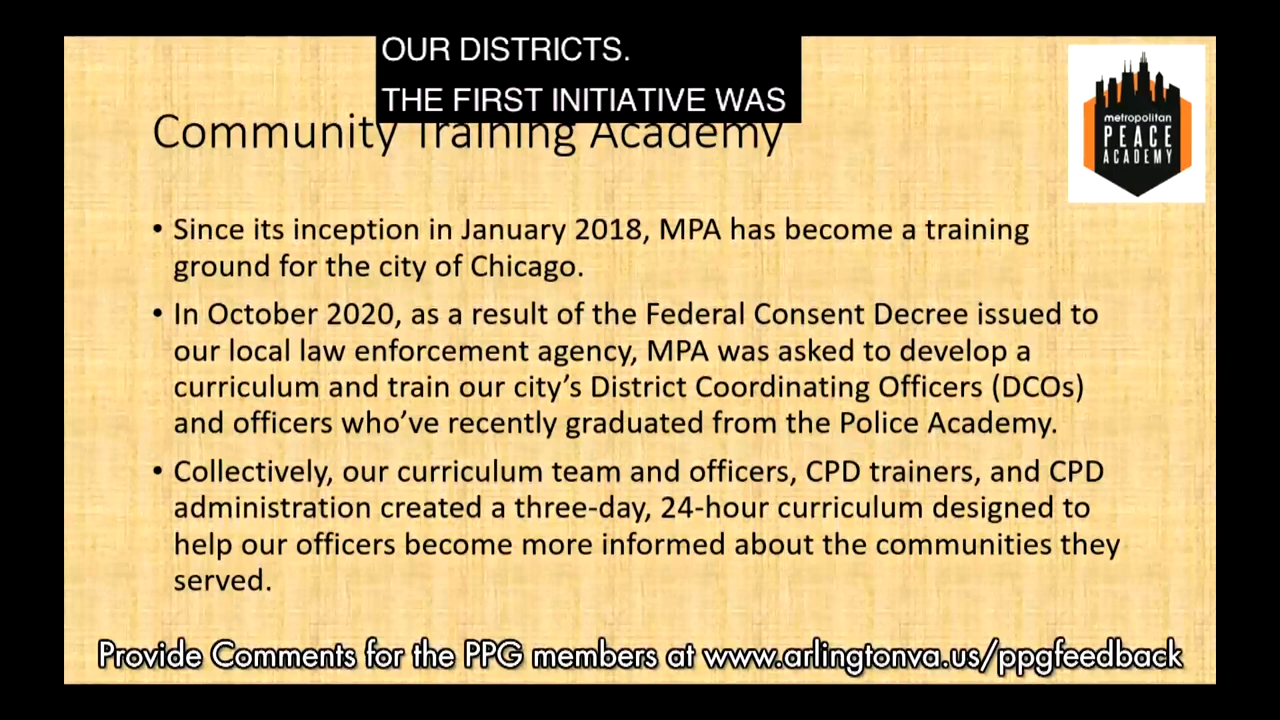 OUR DISTRICTS.
THE FIRST INITIATIVE WAS
Community Training Academy
metropolitan
PEACE
ACADEMY
• Since its inception in January 2018, MPA has become a training
ground for the city of Chicago.
• In October 2020, as a result of the Federal Consent Decree issued to
our local law enforcement agency, MPA was asked to develop a
curriculum and train our city’s District Coordinating Officers (DCOs)
and officers who’ve recently graduated from the Police Academy.
• Collectively, our curriculum team and officers, CPD trainers, and CPD
administration created a three-day, 24-hour curriculum designed to
help our officers become more informed about the communities they
served.
Provide Comments for the PPG members at www.arlingtonva.us/ppgfeedback